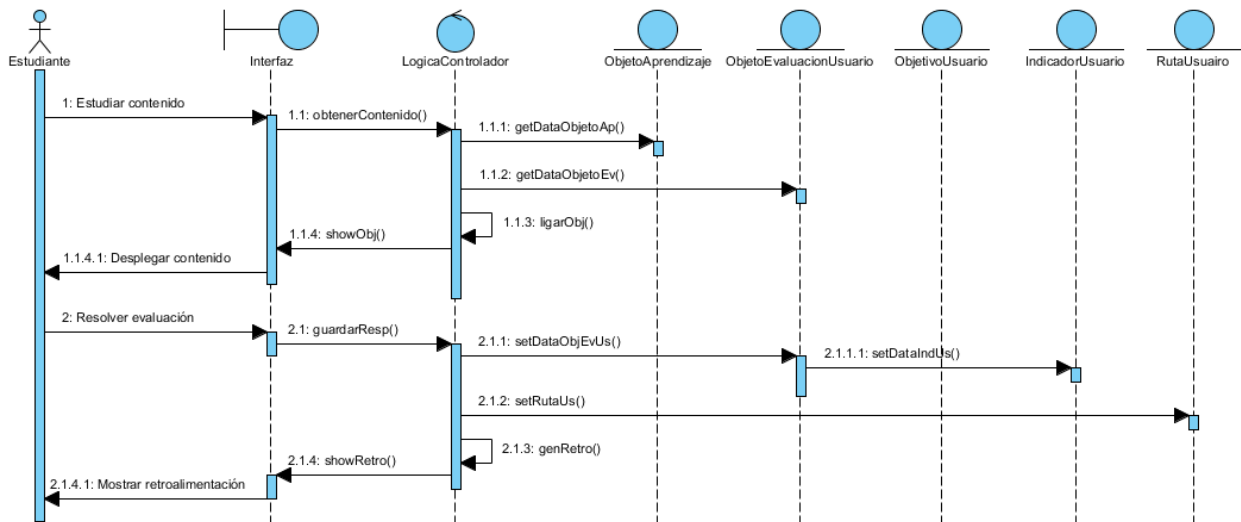 Estudiante
Interfaz
LogicaControlador
ObjetoAprendizaje
ObjetoEvaluacionUsuario
ObjetivoUsuario
IndicadorUsuario
RutaUsuairo
1: Estudiar contenido
1.1: obtenerContenido()
1.1.1: getDataObjetoAp()
1.1.2: getDataObjetoEv()
1.1.3: ligarObj()
1.1.4: showObj()
1.1.4.1: Desplegar contenido
2: Resolver evaluación
2.1: guardarResp()
2.1.1: setDataObjEvUs()
2.1.1.1: setDataIndUs()
2.1.2: setRutaUs()
2.1.3: genRetro()
2.1.4: showRetro()
2.1.4.1: Mostrar retroalimentación